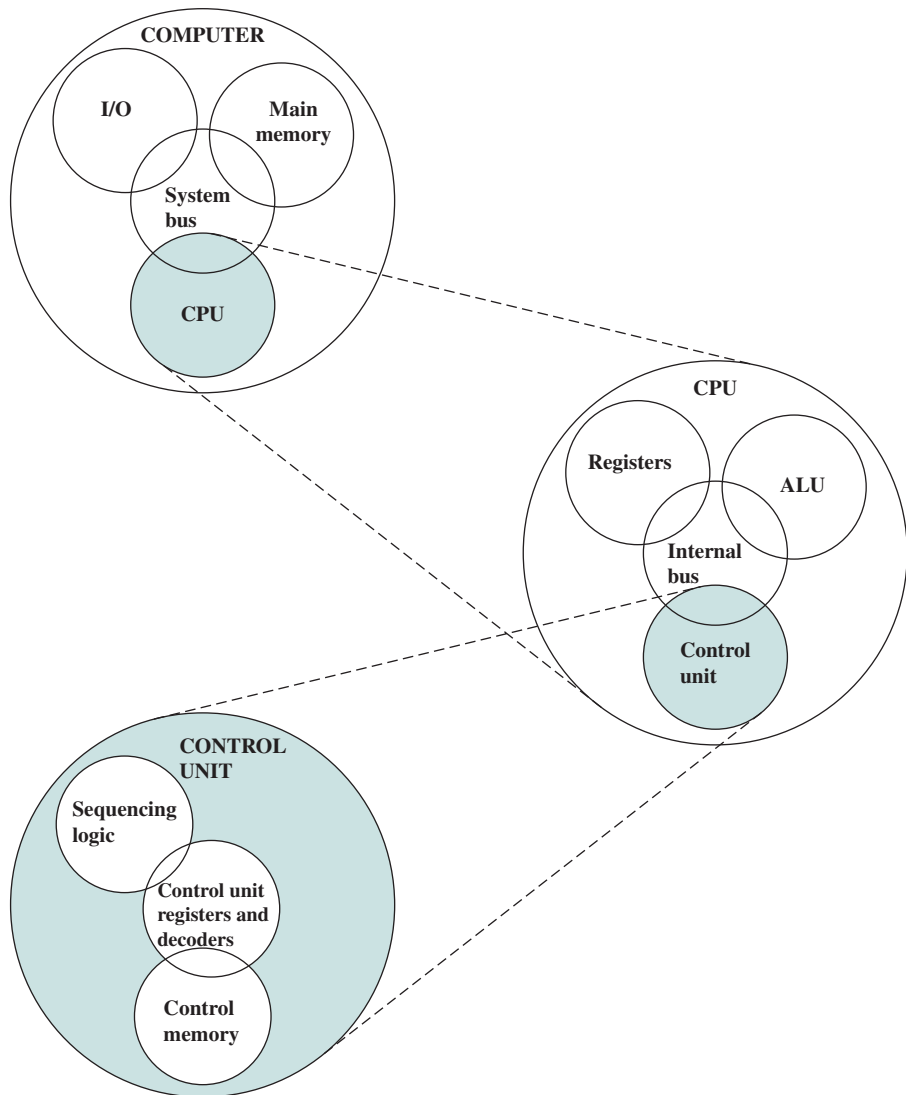 COMPUTER
I/O
Main
memory
System
bus
CPU
CPU
Registers
ALU
Internal
bus
Control
unit
CONTROL
UNIT
Sequencing
logic
Control unit
registers and
decoders
Control
memory